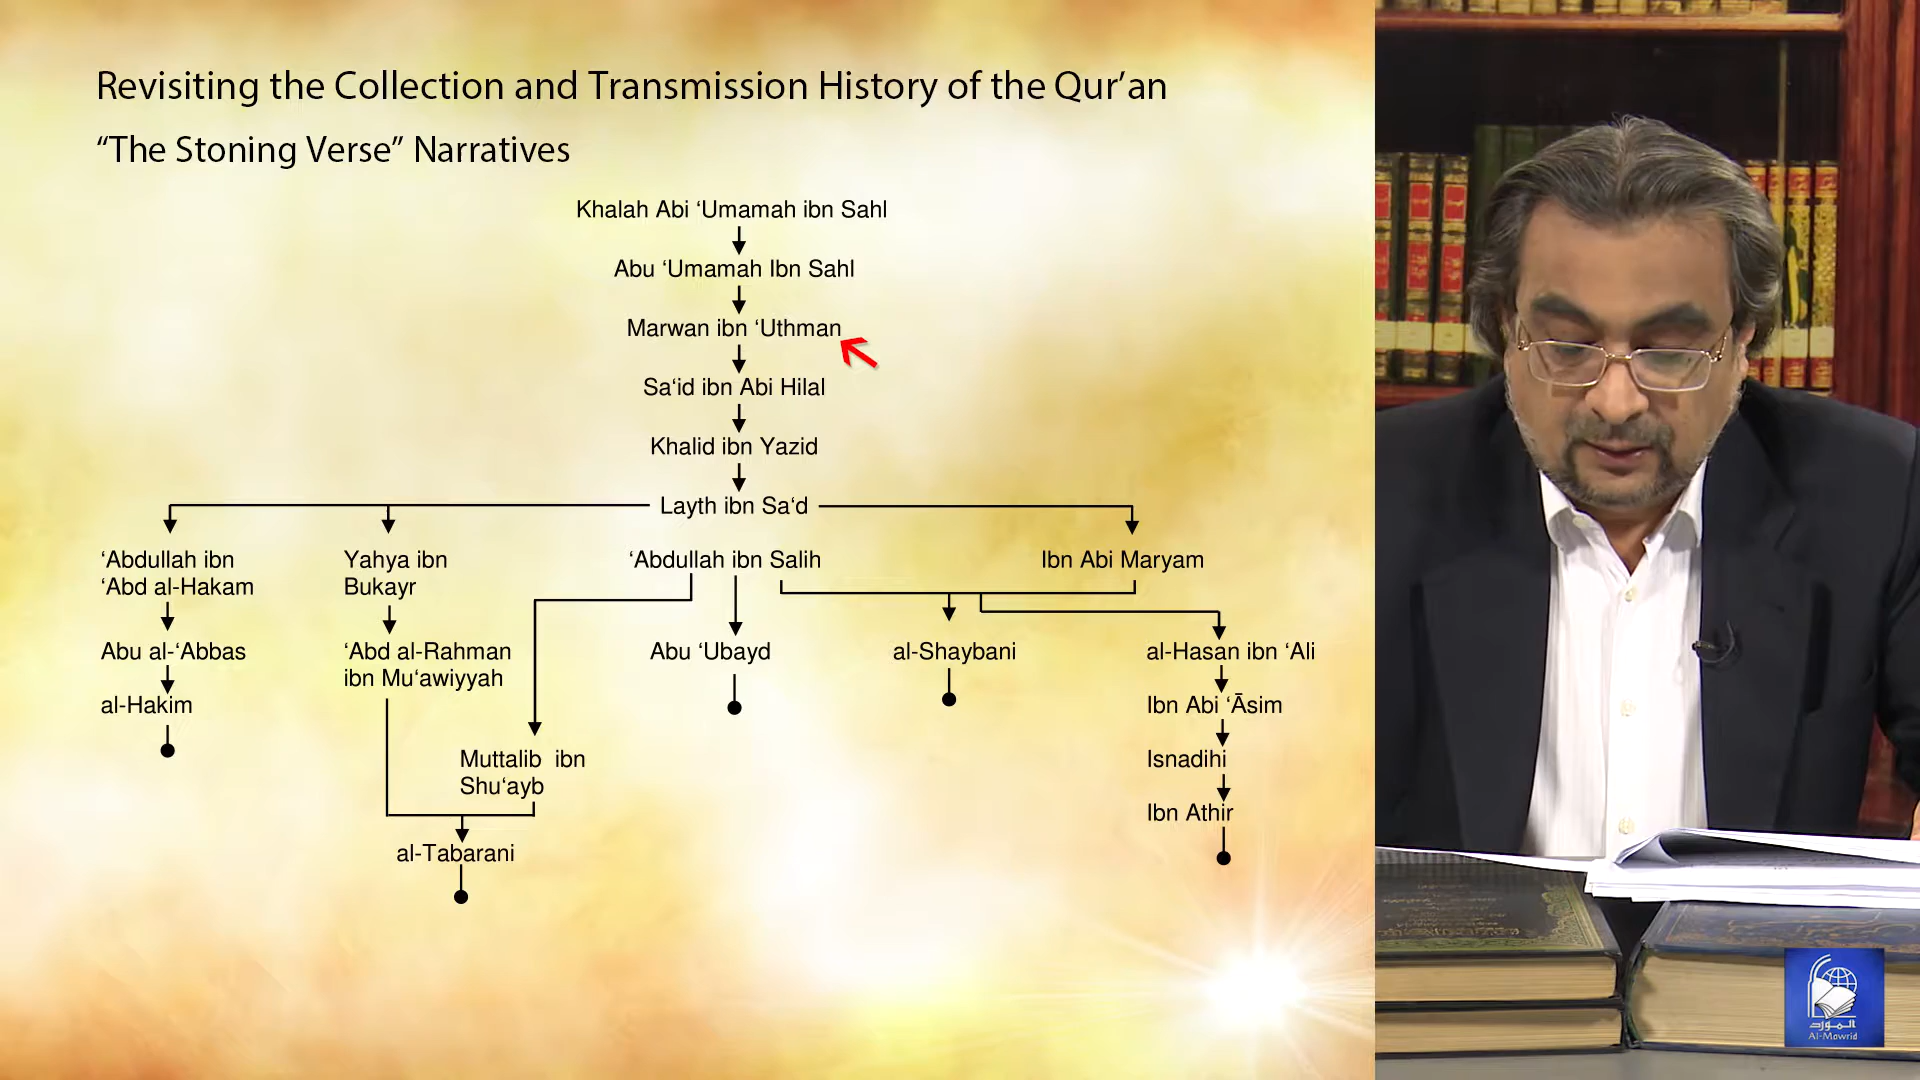 Revisiting the Collection and Transmission History of the Qur’an
“The Stoning Verse” Narratives
Khalah Abi ‘Umamah ibn Sahl
Abu ‘Umamah Ibn Sahl
Marwan ibn ‘Uthman
Sa‘id ibn Abi Hilal
Khalid ibn Yazid
Layth ibn Sa‘d
‘Abdullah ibn
‘Abd al-Hakam
Yahya ibn
Bukayr
‘Abdullah ibn Salih
Ibn Abi Maryam
Abu al-‘Abbas
‘Abd al-Rahman
ibn Mu‘awiyyah
Abu ‘Ubayd
al-Shaybani
al-Hasan ibn ‘Ali
al-Hakim
Ibn Abi ‘Āsim
Muttalib  ibn
Shu‘ayb
Isnadihi
Ibn Athir
al-Tabarani
المورد
Al-Mawrid